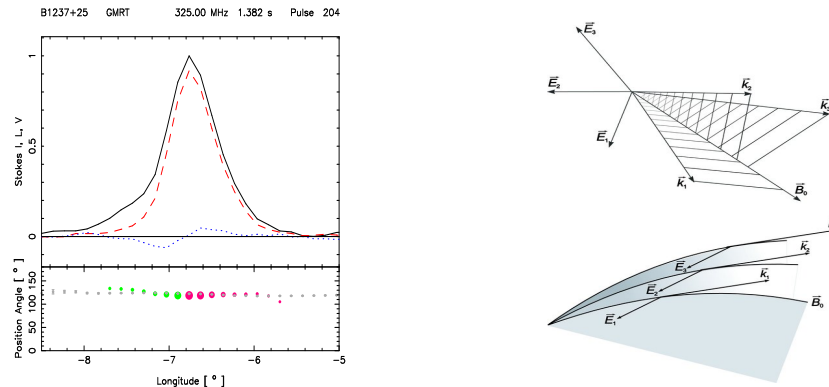 B1237+25 GMRT 325.00 MHz 1.382 s Pulse 204
Stokes I, L, V
1
0.5
0
Position Angle [ ° ]
150
100
50
0
-8 -7 -6 -5
Longitude [ ° ]
E₃
E₂
k₂
E₁
k₁
B₀
k₂
E₃
k₁
E₂
E₁
B₀